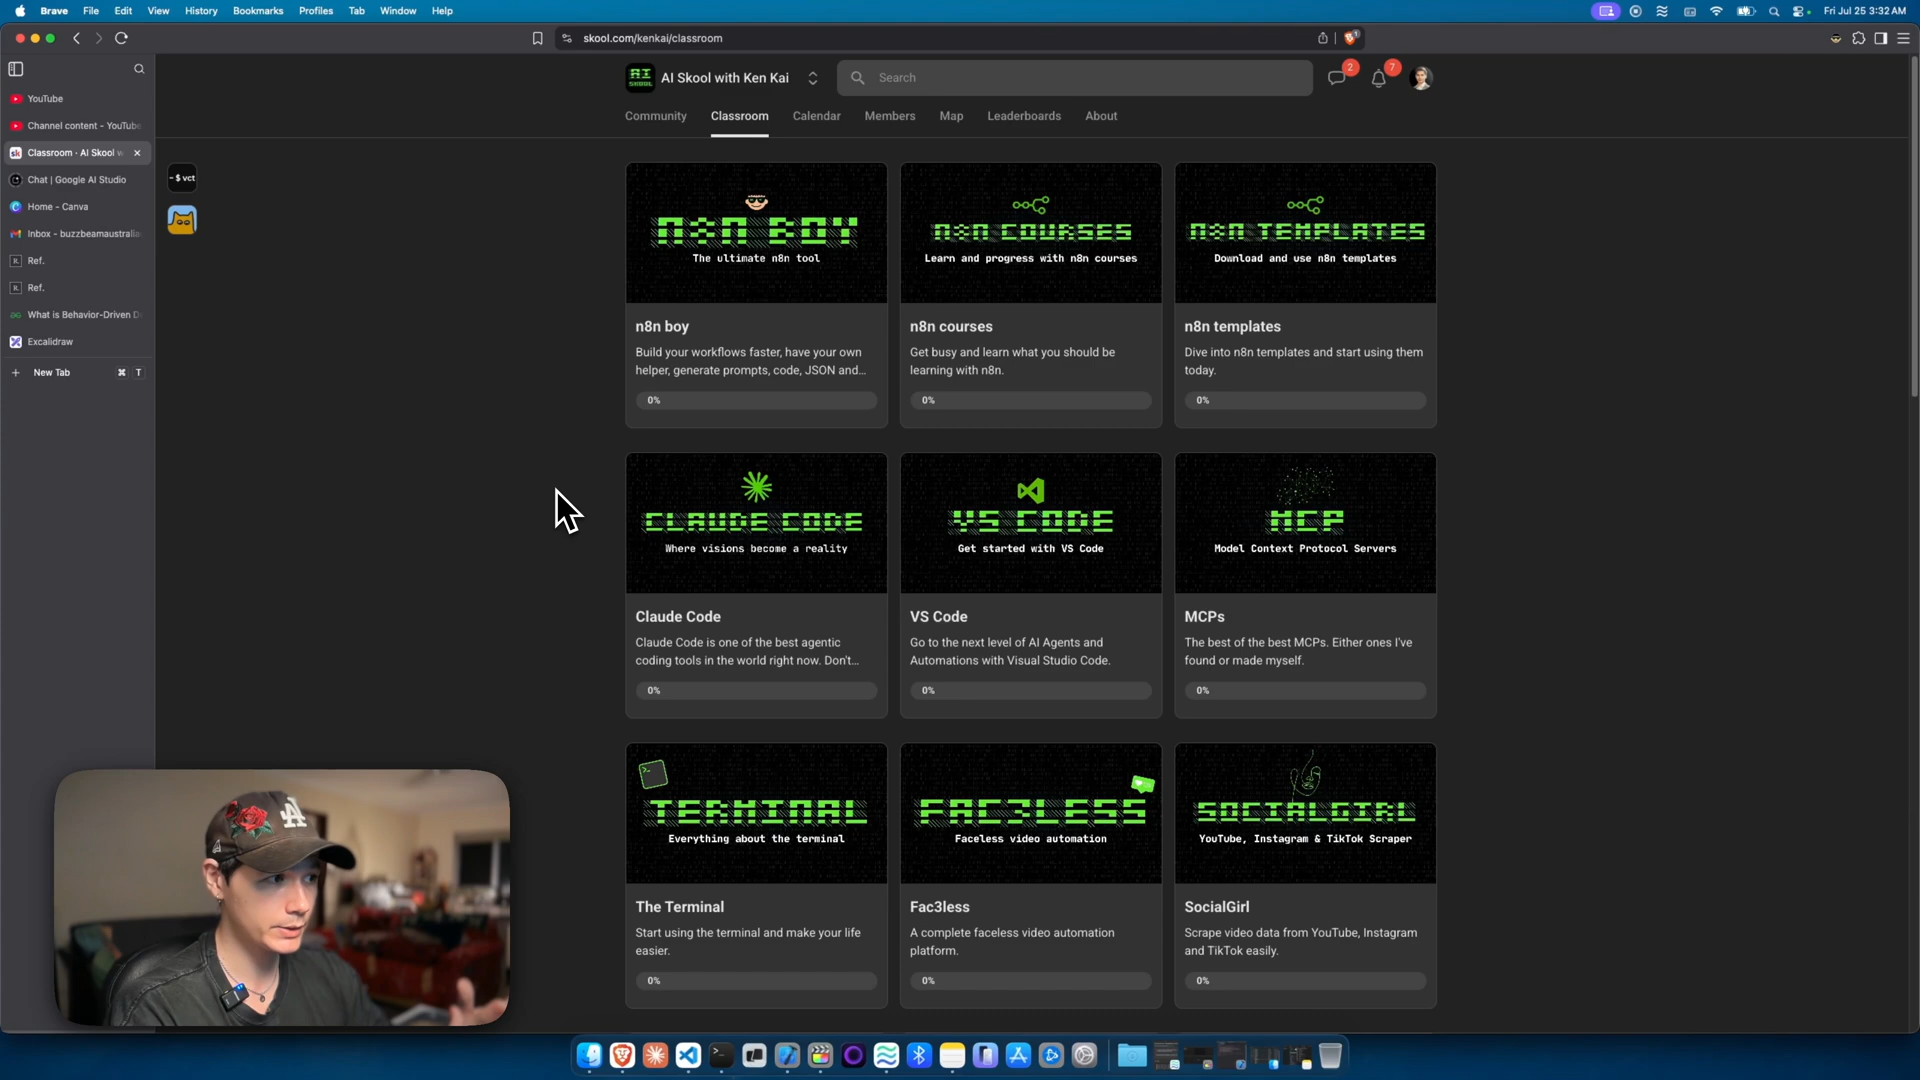 Brave File Edit View History Bookmarks Profiles Tab Window Help
Fri Jul 25 3:32 AM
skool.com/kenkai/classroom
YouTube
Channel content - YouTube
Classroom · AI Skool w
Chat | Google AI Studio
Home - Canva
Inbox - buzzbeamaustralia
Ref.
Ref.
What is Behavior-Driven D
Excalidraw
New Tab ⌘ T
~ $ vct
AI SKOOL
AI Skool with Ken Kai
Search
2
7
Community Classroom Calendar Members Map Leaderboards About
N8N BOY
The ultimate n8n tool
n8n boy
Build your workflows faster, have your own
helper, generate prompts, code, JSON and...
0%
N8N COURSES
Learn and progress with n8n courses
n8n courses
Get busy and learn what you should be
learning with n8n.
0%
N8N TEMPLATES
Download and use n8n templates
n8n templates
Dive into n8n templates and start using them
today.
0%
CLAUDE CODE
Where visions become a reality
Claude Code
Claude Code is one of the best agentic
coding tools in the world right now. Don't...
0%
VS CODE
Get started with VS Code
VS Code
Go to the next level of AI Agents and
Automations with Visual Studio Code.
0%
MCP
Model Context Protocol Servers
MCPs
The best of the best MCPs. Either ones I've
found or made myself.
0%
TERMINAL
Everything about the terminal
The Terminal
Start using the terminal and make your life
easier.
0%
FAC3LESS
Faceless video automation
Fac3less
A complete faceless video automation
platform.
0%
SOCIALGIRL
YouTube, Instagram & TikTok Scraper
SocialGirl
Scrape video data from YouTube, Instagram
and TikTok easily.
0%
LA